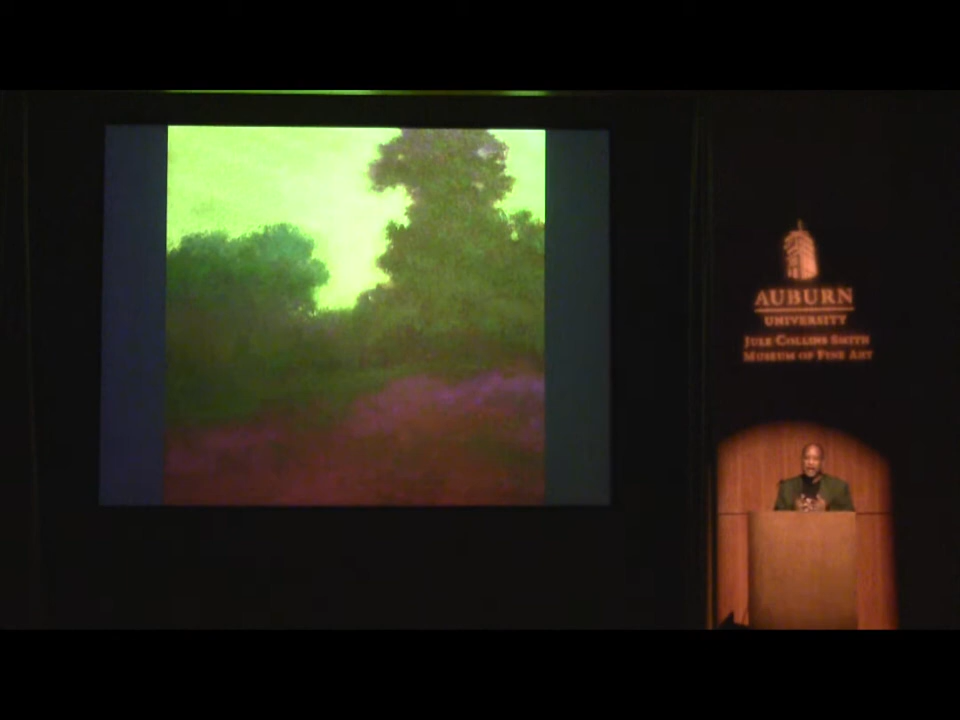 AUBURN
UNIVERSITY
JULE COLLINS SMITH
MUSEUM OF FINE ART